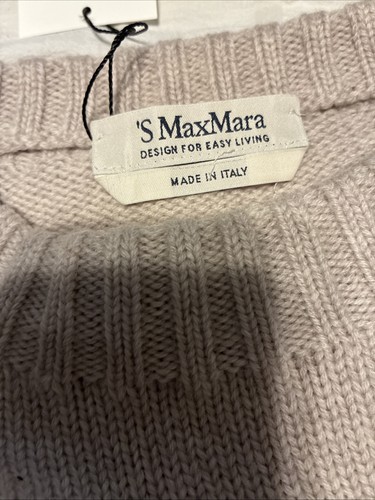 'S MaxMara
DESIGN FOR EASY LIVING
MADE IN ITALY